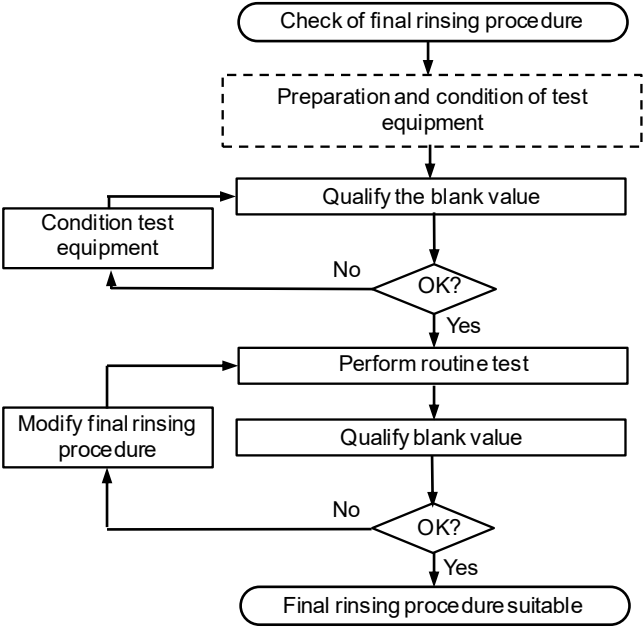 Check of final rinsing procedure
Preparation and condition of test
equipment
Qualify the blank value
Condition test
equipment
No
OK?
Yes
Perform routine test
Modify final rinsing
procedure
Qualify blank value
No
OK?
Yes
Final rinsing procedure suitable